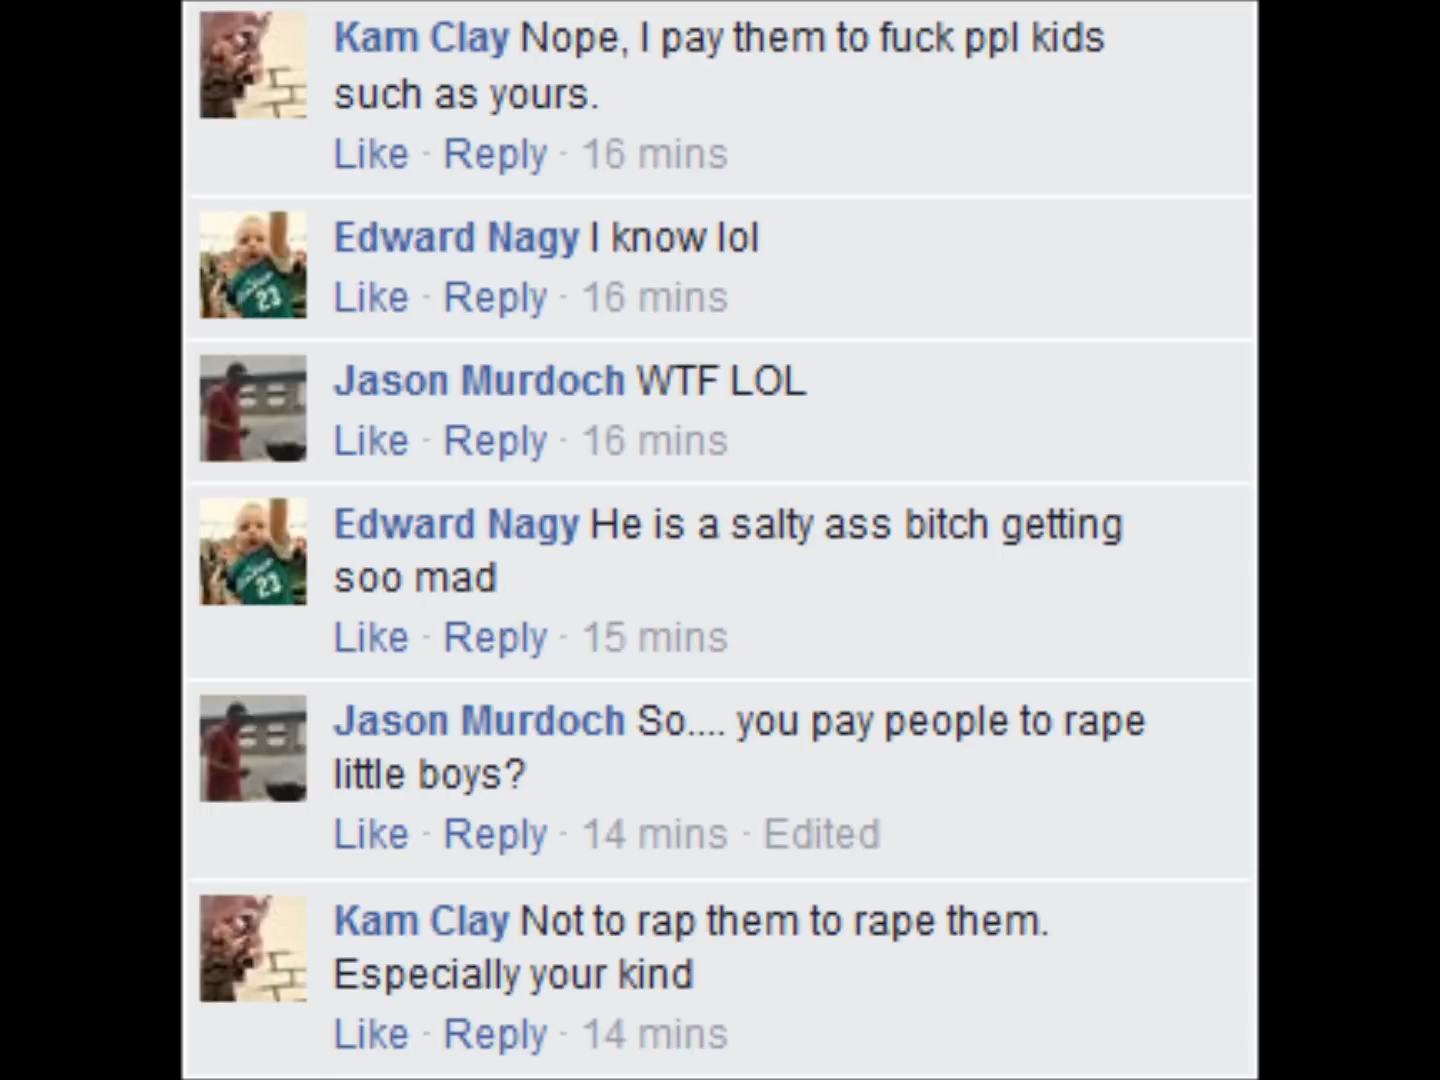 Kam Clay Nope, I pay them to fuck ppl kids
such as yours.
Like · Reply · 16 mins
Edward Nagy I know lol
Like · Reply · 16 mins
Jason Murdoch WTF LOL
Like · Reply · 16 mins
Edward Nagy He is a salty ass bitch getting
soo mad
Like · Reply · 15 mins
Jason Murdoch So.... you pay people to rape
little boys?
Like · Reply · 14 mins · Edited
Kam Clay Not to rap them to rape them.
Especially your kind
Like · Reply · 14 mins